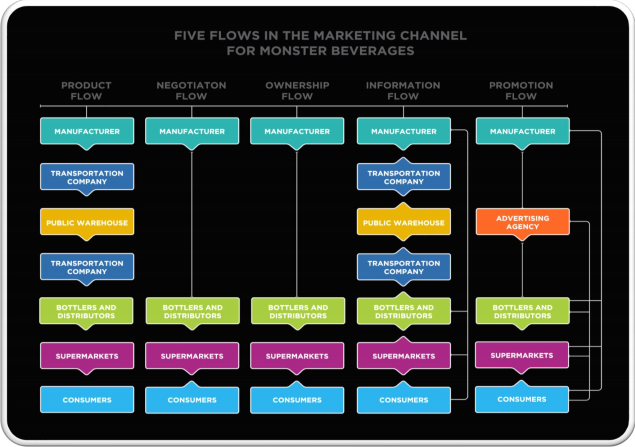 FIVE FLOWS IN THE MARKETING CHANNEL
FOR MONSTER BEVERAGES
PRODUCT
FLOW
NEGOTIATON
FLOW
OWNERSHIP
FLOW
INFORMATION
FLOW
PROMOTION
FLOW
MANUFACTURER
MANUFACTURER
MANUFACTURER
MANUFACTURER
MANUFACTURER
TRANSPORTATION
COMPANY
TRANSPORTATION
COMPANY
PUBLIC WAREHOUSE
PUBLIC WAREHOUSE
ADVERTISING
AGENCY
TRANSPORTATION
COMPANY
TRANSPORTATION
COMPANY
BOTTLERS AND
DISTRIBUTORS
BOTTLERS AND
DISTRIBUTORS
BOTTLERS AND
DISTRIBUTORS
BOTTLERS AND
DISTRIBUTORS
BOTTLERS AND
DISTRIBUTORS
SUPERMARKETS
SUPERMARKETS
SUPERMARKETS
SUPERMARKETS
SUPERMARKETS
CONSUMERS
CONSUMERS
CONSUMERS
CONSUMERS
CONSUMERS